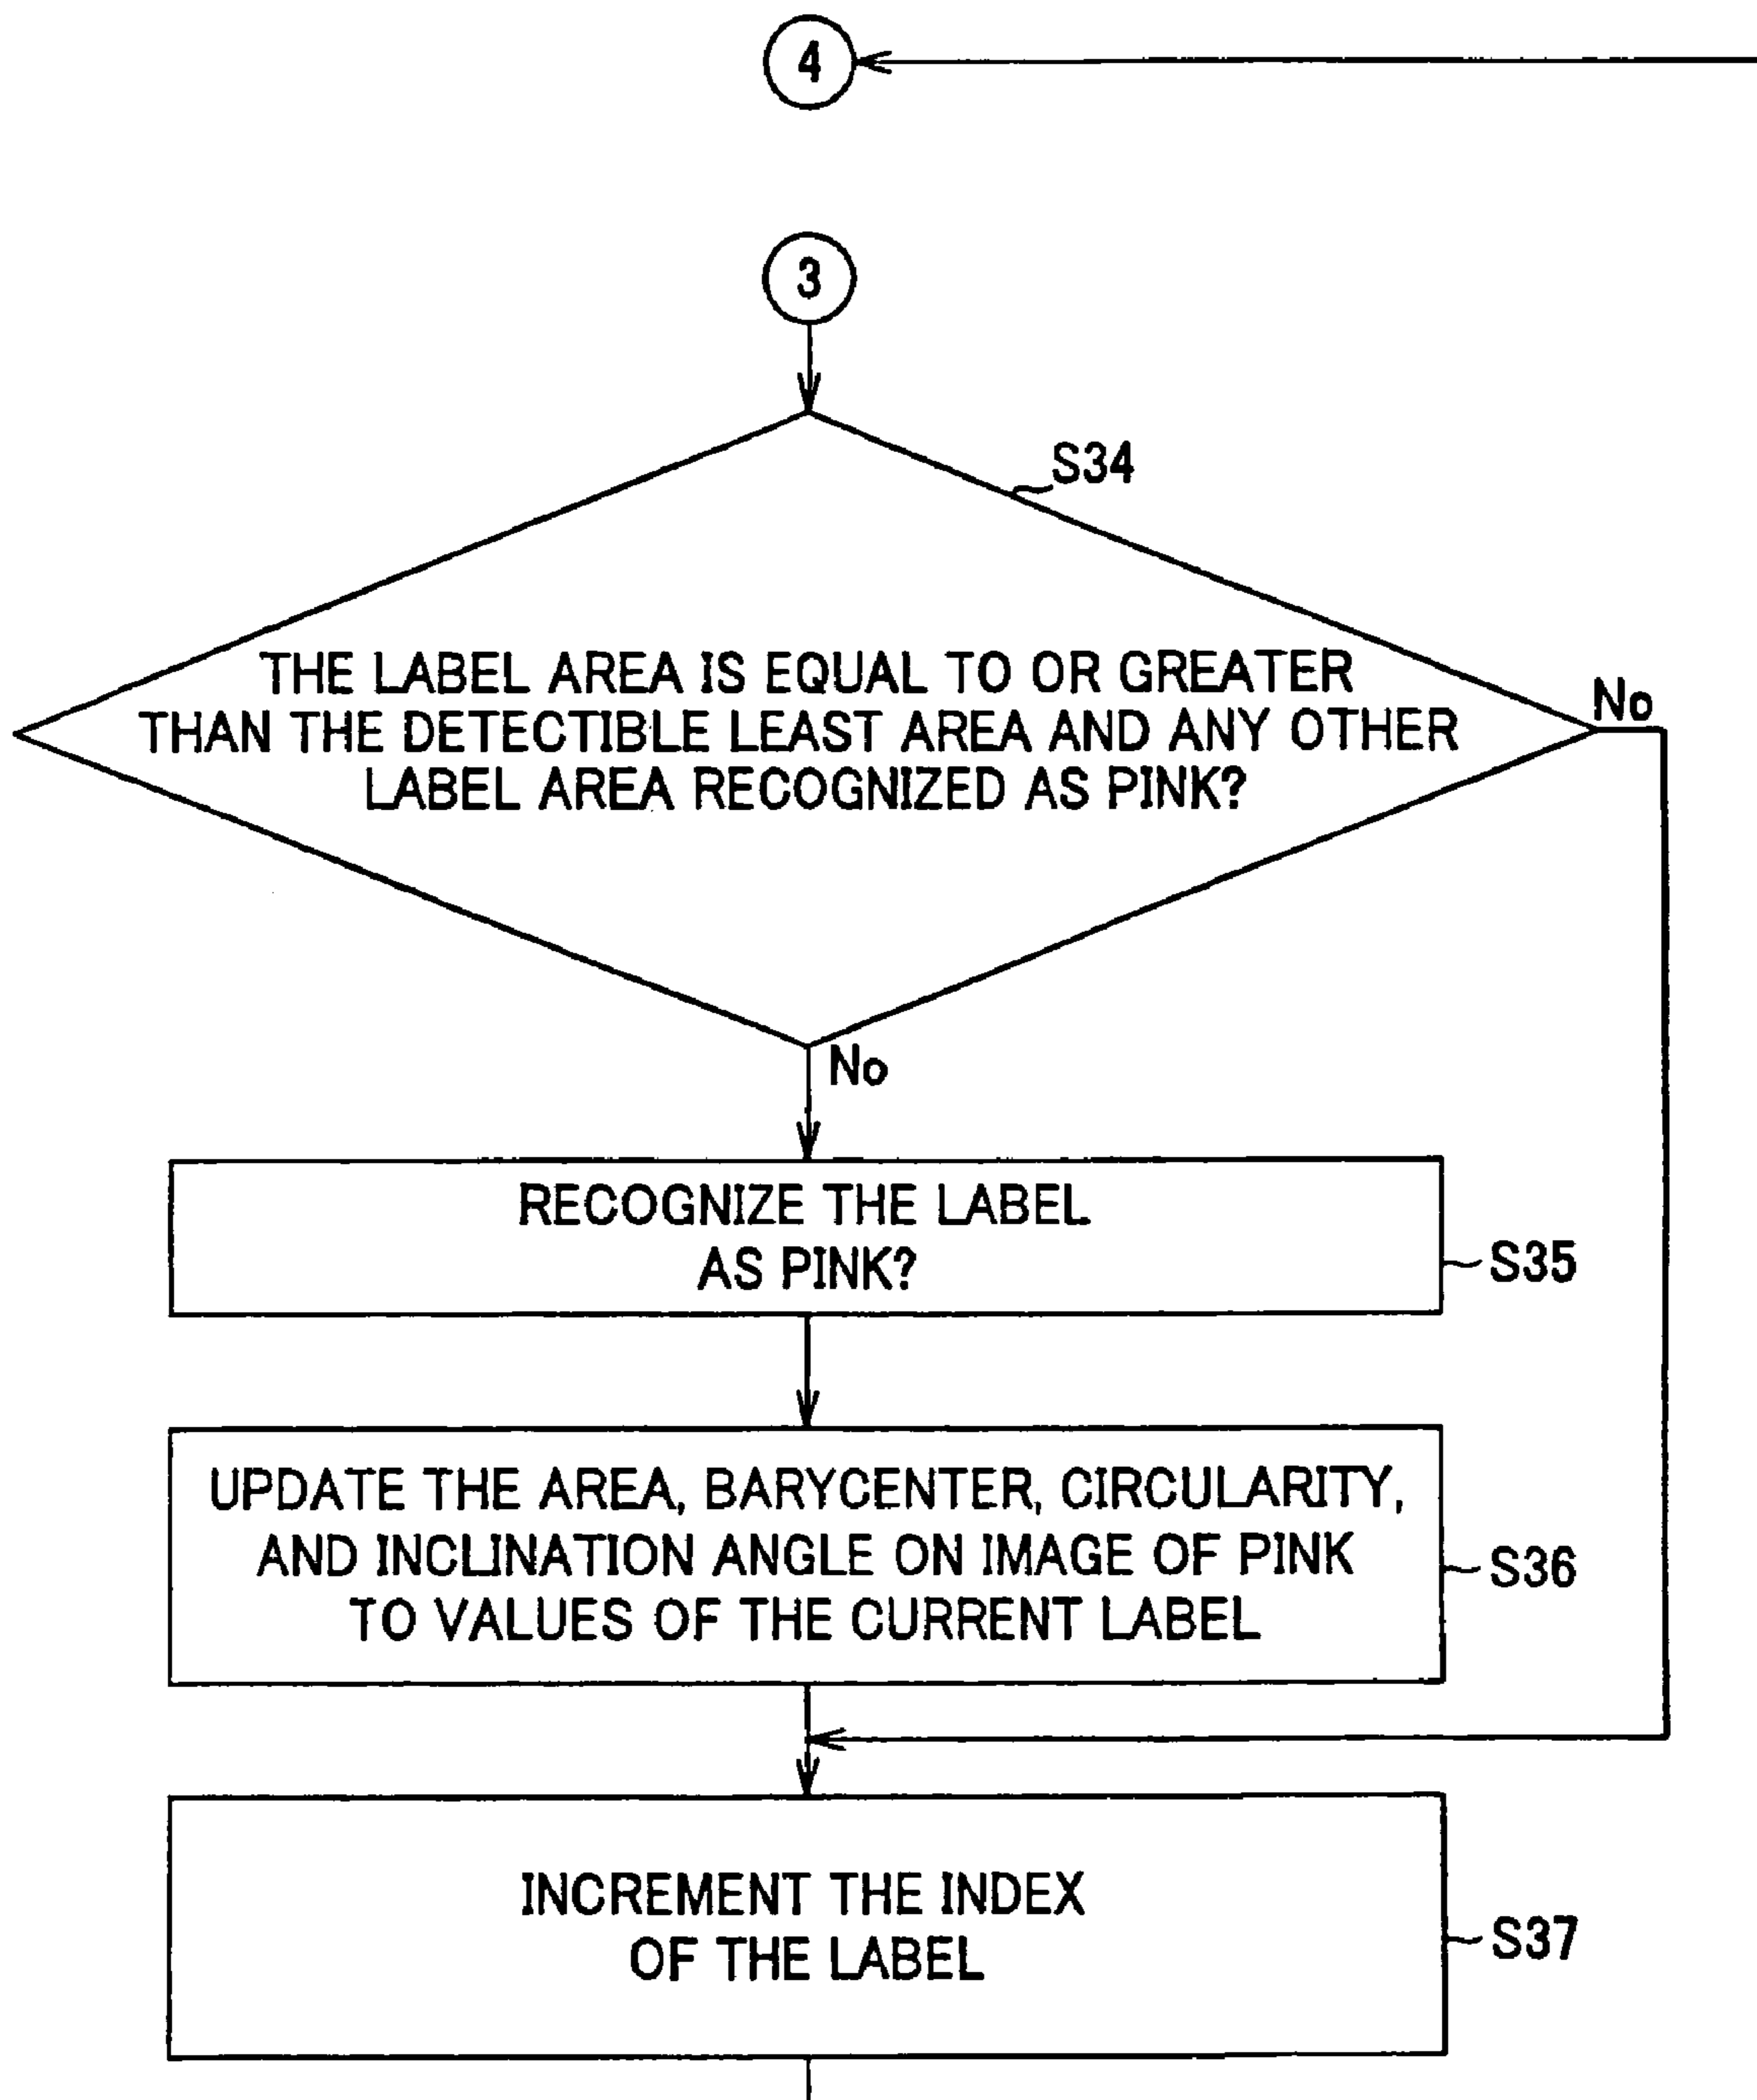 4
3
S34
THE LABEL AREA IS EQUAL TO OR GREATER
THAN THE DETECTIBLE LEAST AREA AND ANY OTHER
LABEL AREA RECOGNIZED AS PINK?
No
No
RECOGNIZE THE LABEL
AS PINK?
S35
UPDATE THE AREA, BARYCENTER, CIRCULARITY,
AND INCLINATION ANGLE ON IMAGE OF PINK
TO VALUES OF THE CURRENT LABEL
S36
INCREMENT THE INDEX
OF THE LABEL
S37